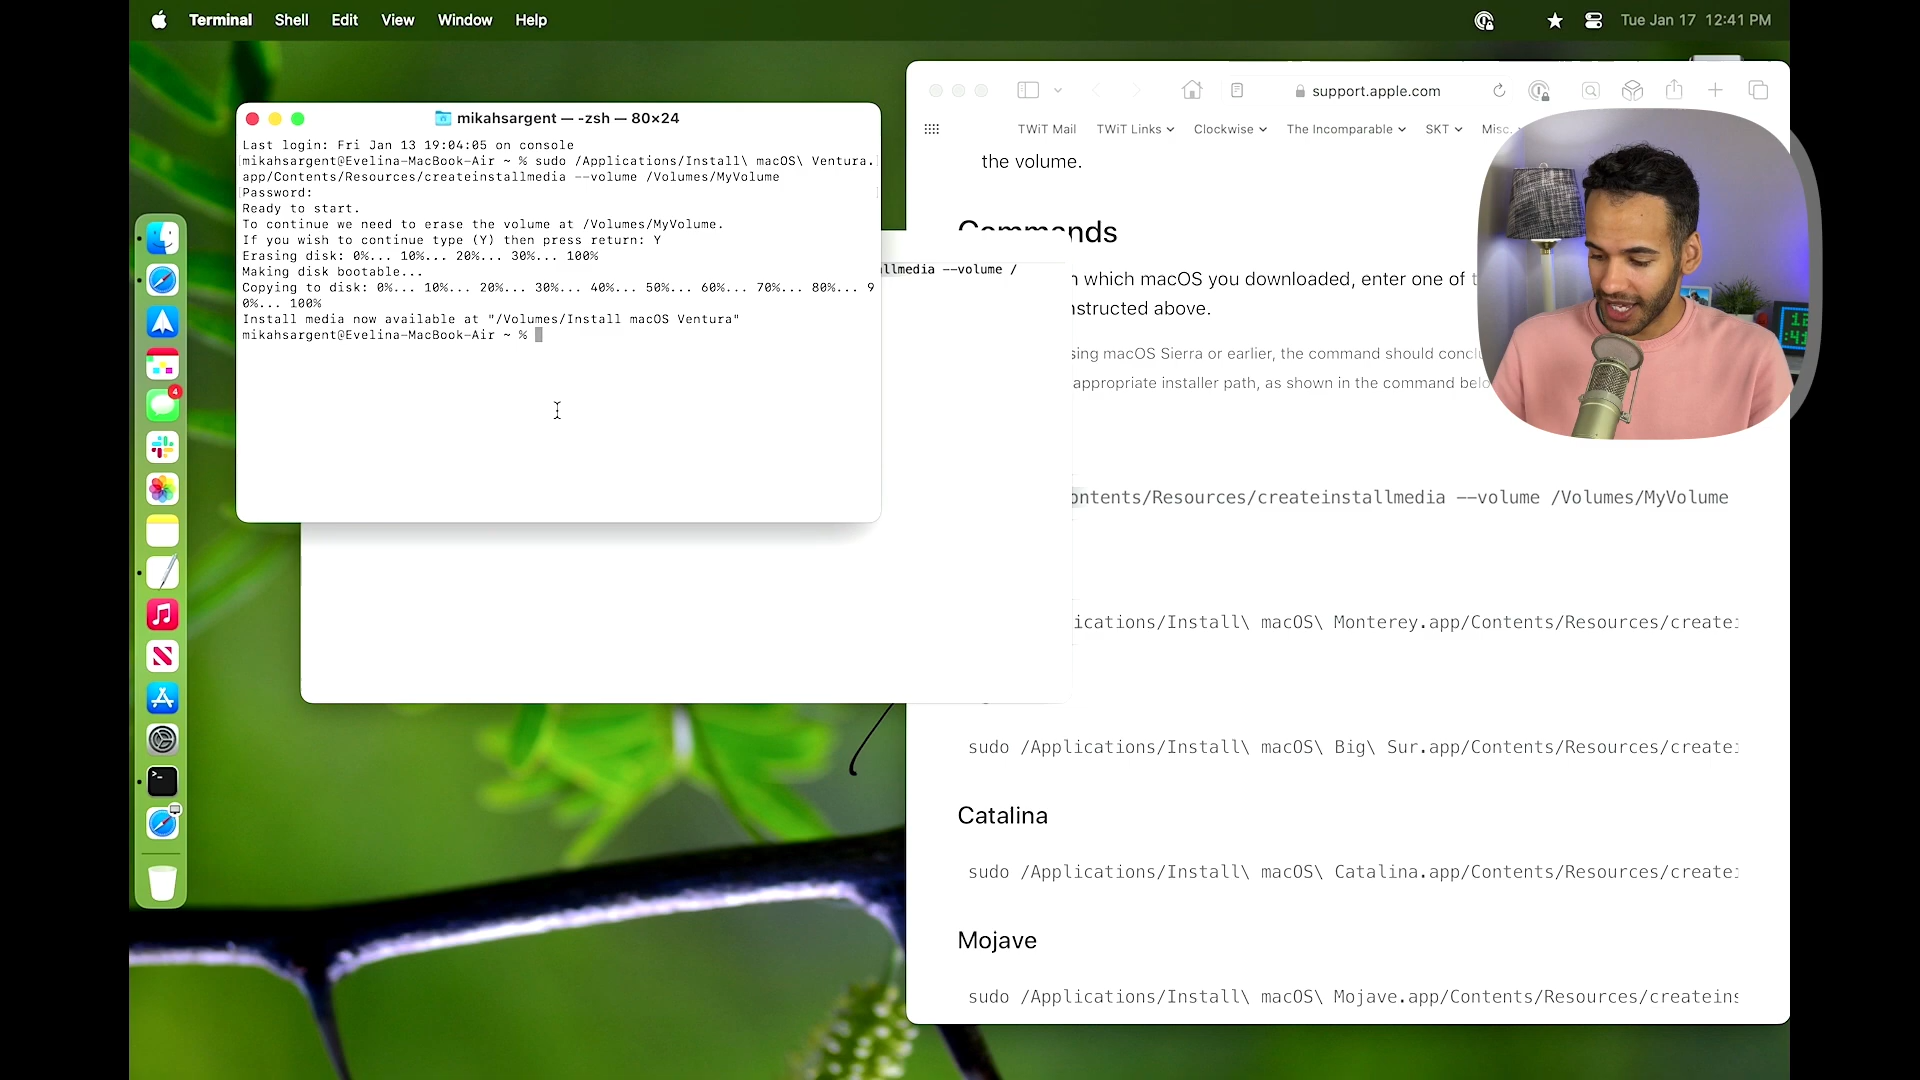 Terminal Shell Edit View Window Help
Tue Jan 17 12:41 PM
mikahsargent — -zsh — 80×24
Last login: Fri Jan 13 19:04:05 on console
mikahsargent@Evelina-MacBook-Air ~ % sudo /Applications/Install\ macOS\ Ventura.
app/Contents/Resources/createinstallmedia --volume /Volumes/MyVolume
Password:
Ready to start.
To continue we need to erase the volume at /Volumes/MyVolume.
If you wish to continue type (Y) then press return: Y
Erasing disk: 0%... 10%... 20%... 30%... 100%
Making disk bootable...
Copying to disk: 0%... 10%... 20%... 30%... 40%... 50%... 60%... 70%... 80%... 9
0%... 100%
Install media now available at "/Volumes/Install macOS Ventura"
mikahsargent@Evelina-MacBook-Air ~ %
4
allmedia --volume /
support.apple.com
TWiT Mail TWiT Links Clockwise The Incomparable SKT Misc.
the volume.
Commands
n which macOS you downloaded, enter one of t
nstructed above.
sing macOS Sierra or earlier, the command should conclu
appropriate installer path, as shown in the command belo
ontents/Resources/createinstallmedia --volume /Volumes/MyVolume
ications/Install\ macOS\ Monterey.app/Contents/Resources/createi
sudo /Applications/Install\ macOS\ Big\ Sur.app/Contents/Resources/createi
Catalina
sudo /Applications/Install\ macOS\ Catalina.app/Contents/Resources/createi
Mojave
sudo /Applications/Install\ macOS\ Mojave.app/Contents/Resources/createins